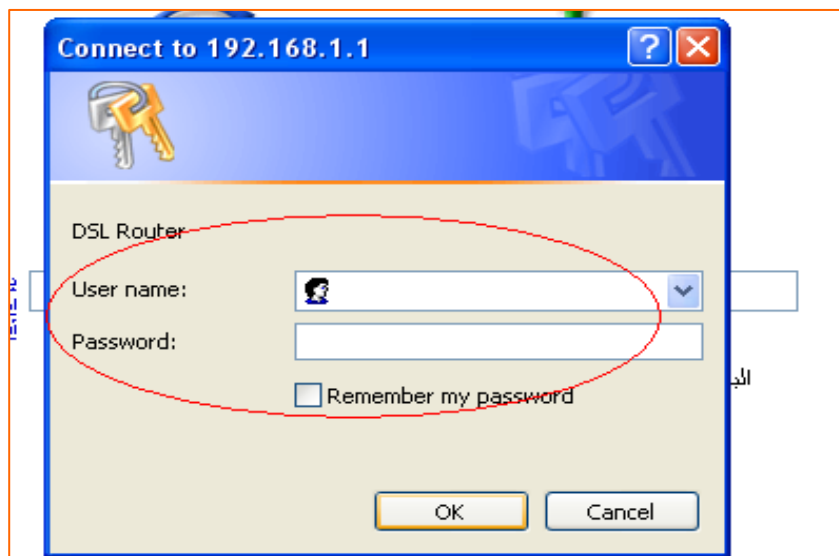 Connect to 192.168.1.1
DSL Router
User name:
Password:
Remember my password
OK
Cancel